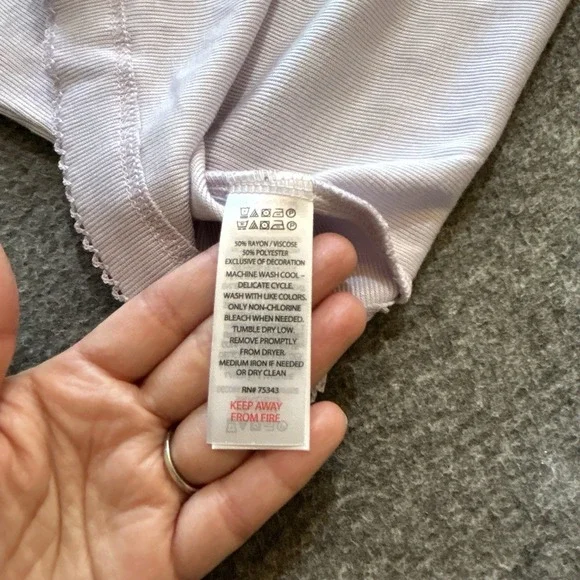 50% RAYON / VISCOSE
50% POLYESTER
EXCLUSIVE OF DECORATION
MACHINE WASH COOL –
DELICATE CYCLE.
WASH WITH LIKE COLORS.
ONLY NON-CHLORINE
BLEACH WHEN NEEDED.
TUMBLE DRY LOW.
REMOVE PROMPTLY
FROM DRYER.
MEDIUM IRON IF NEEDED
OR DRY CLEAN
RN# 75343
KEEP AWAY
FROM FIRE